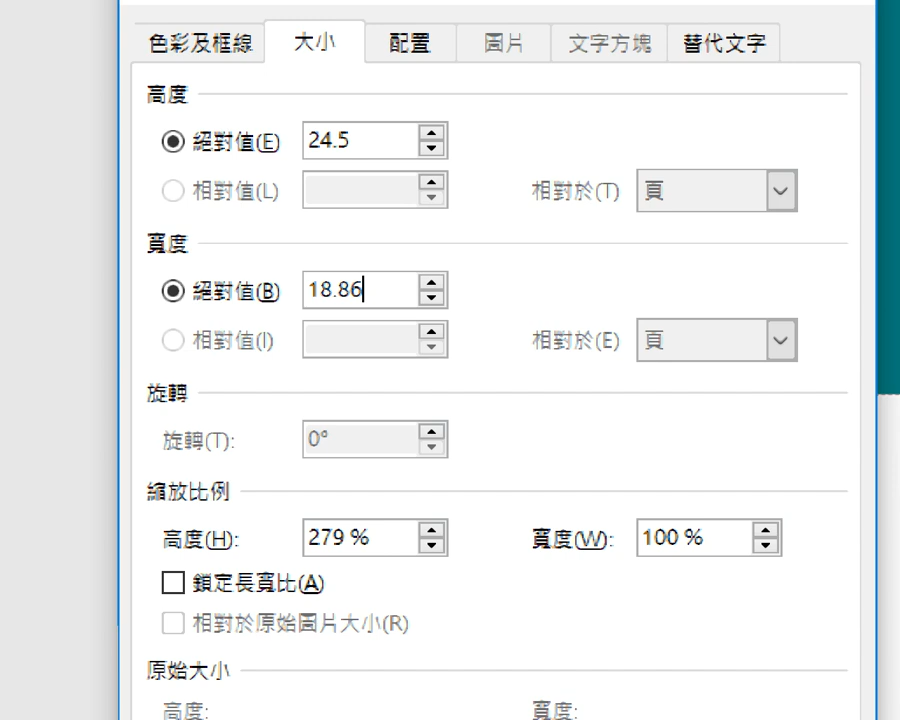 色彩及框線 大小 配置 圖片 文字方塊 替代文字
高度
絕對值(E) 24.5
相對值(L) 相對於(T) 頁
寬度
絕對值(B) 18.86
相對值(I) 相對於(E) 頁
旋轉
旋轉(T): 0°
縮放比例
高度(H): 279 % 寬度(W): 100 %
鎖定長寬比(A)
相對於原始圖片大小(R)
原始大小
高度: 寬度: